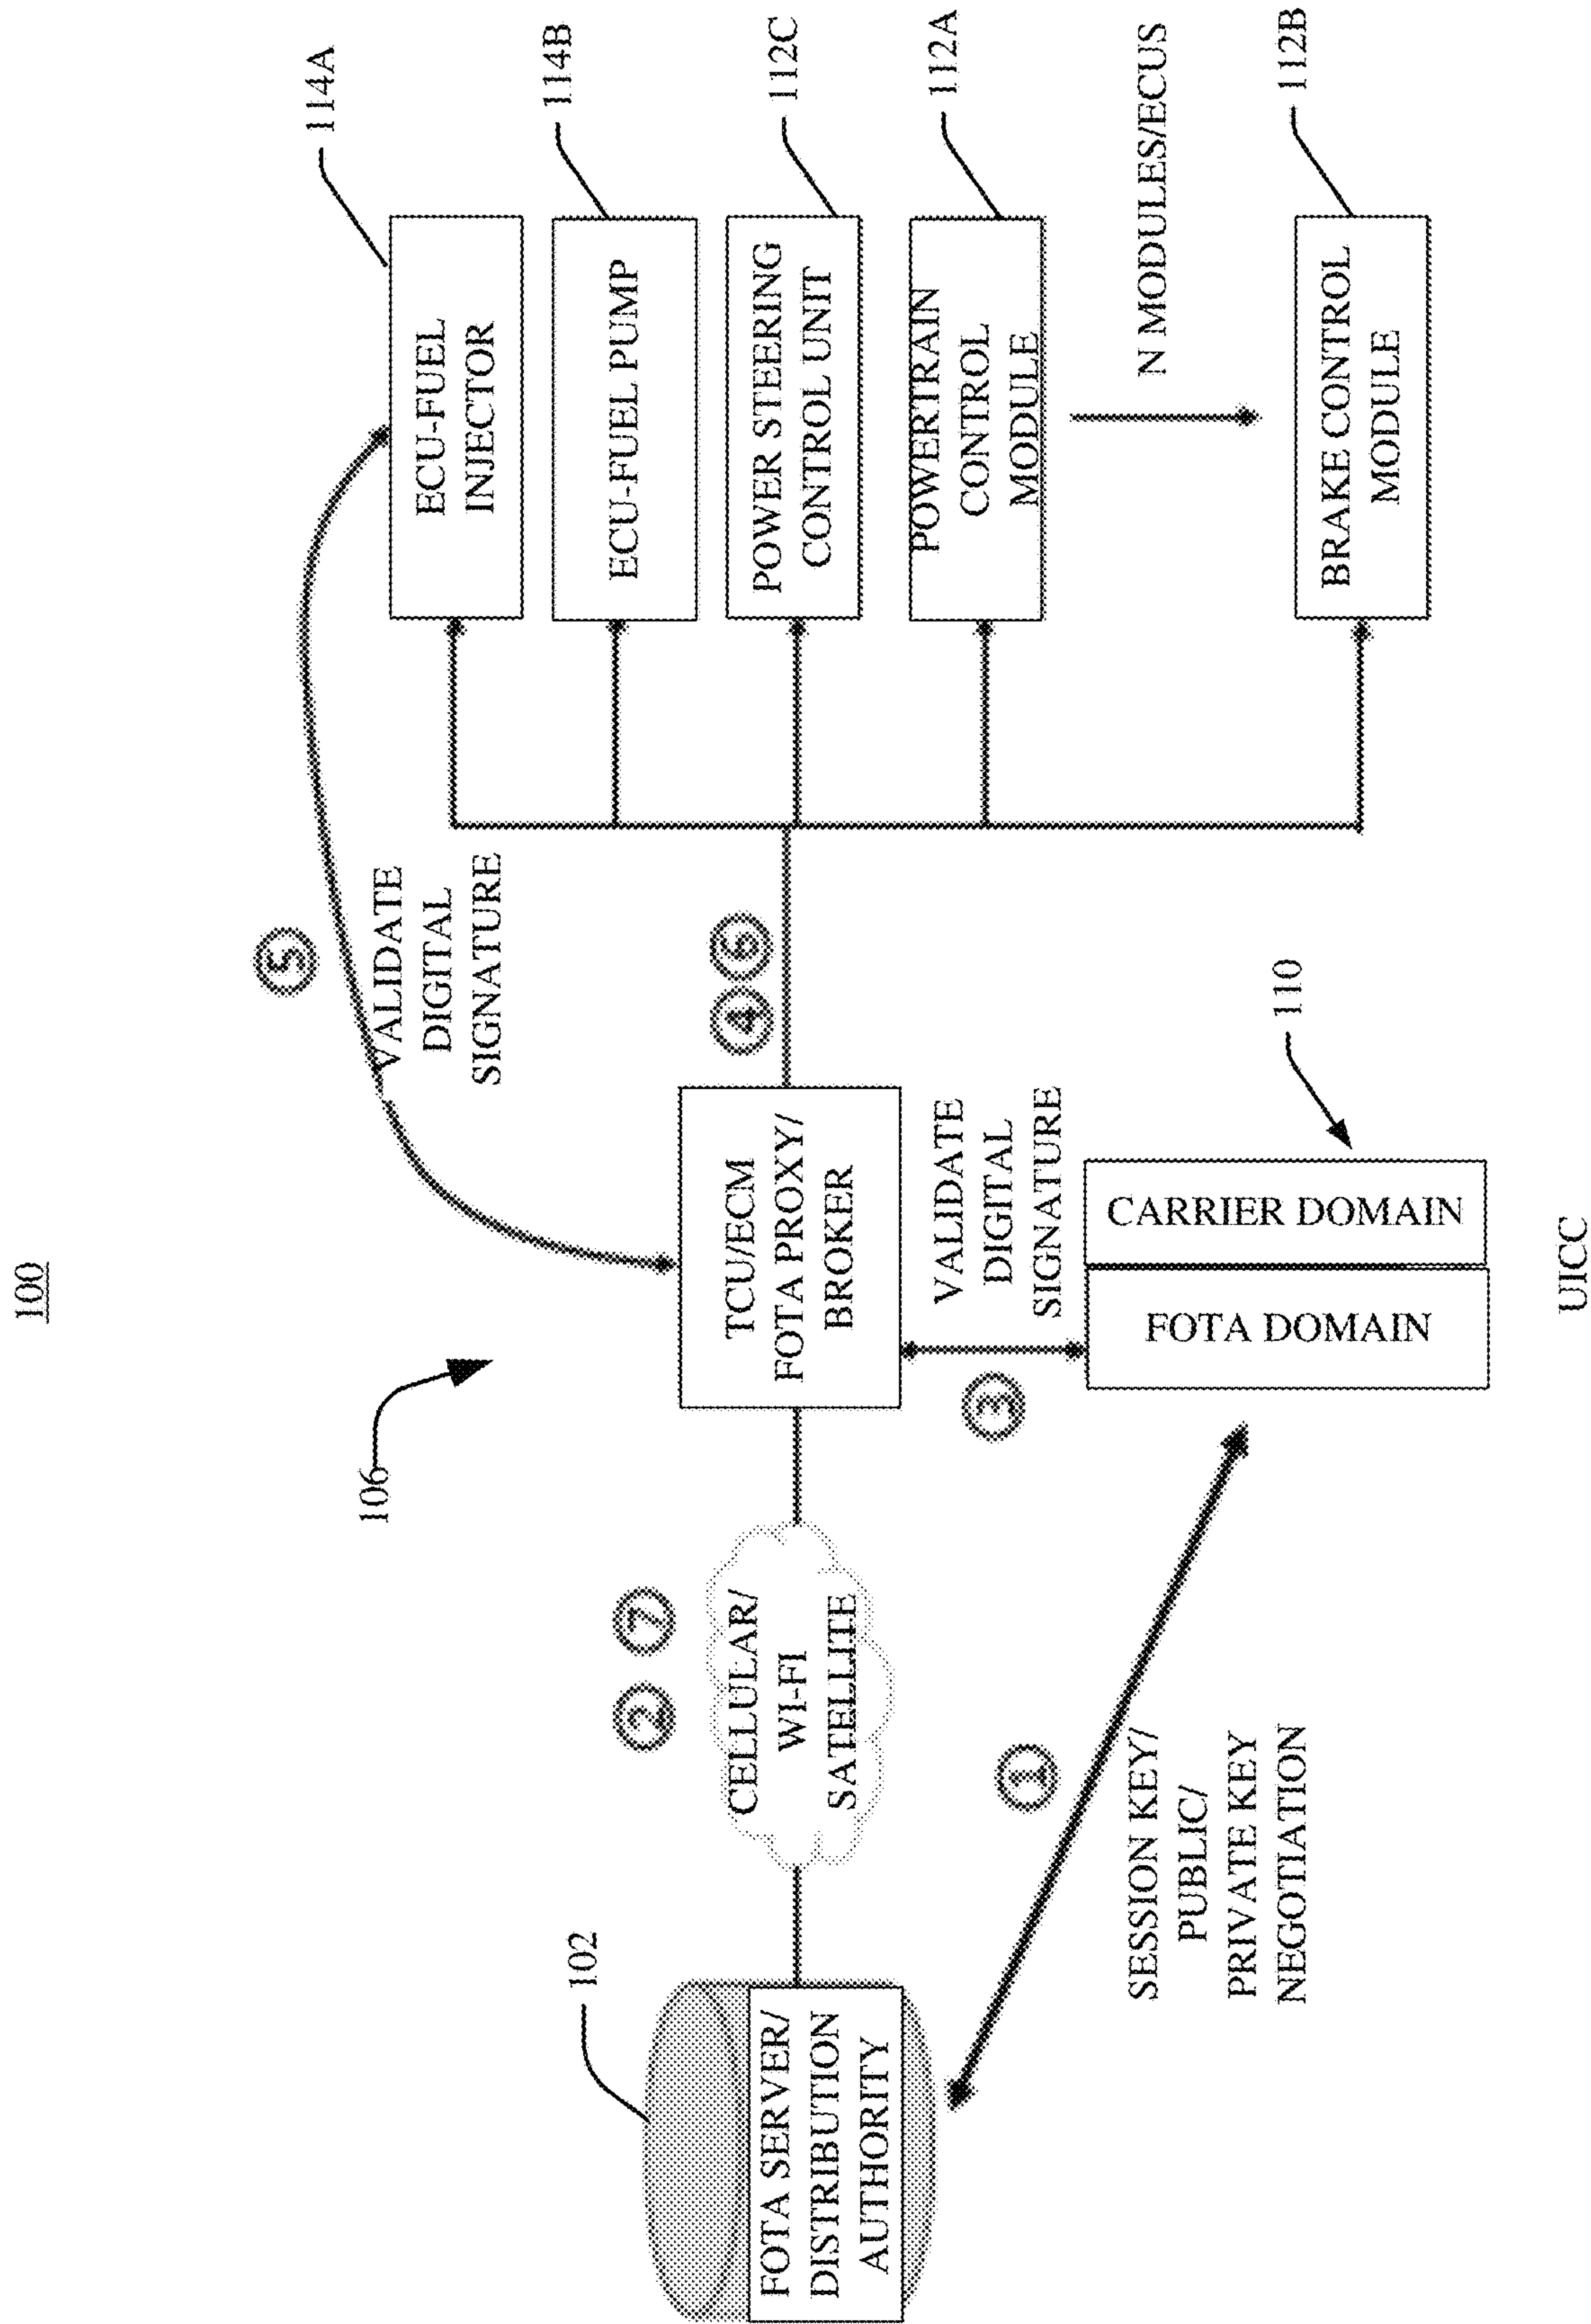 100
102
FOTA SERVER/
DISTRIBUTION
AUTHORITY
② ⑦
CELLULAR/
WI-FI
SATELLITE
①
SESSION KEY/
PUBLIC/
PRIVATE KEY
NEGOTIATION
106
TCU/ECM
FOTA PROXY/
BROKER
③
VALIDATE
DIGITAL
SIGNATURE
FOTA DOMAIN
CARRIER DOMAIN
110
UICC
④ ⑥
⑤
VALIDATE
DIGITAL
SIGNATURE
ECU-FUEL
INJECTOR
114A
ECU-FUEL PUMP
114B
POWER STEERING
CONTROL UNIT
112C
POWERTRAIN
CONTROL
MODULE
112A
N MODULES/ECUS
BRAKE CONTROL
MODULE
112B